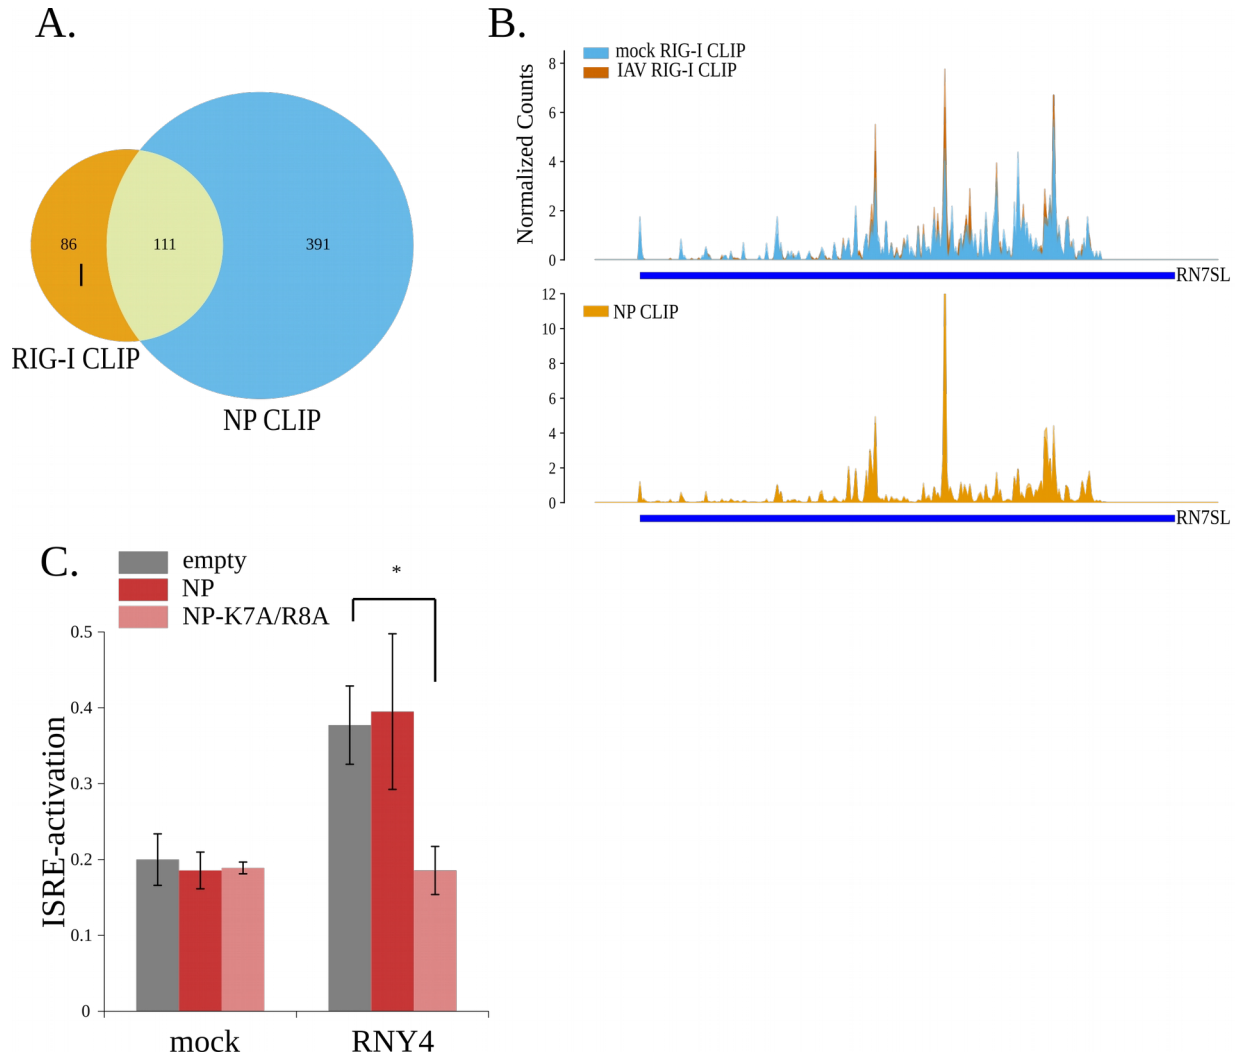 A.
86
111
391
RIG-I CLIP
NP CLIP
B.
mock RIG-I CLIP
IAV RIG-I CLIP
Normalized Counts
8
6
4
2
0
RN7SL
NP CLIP
12
10
8
6
4
2
0
RN7SL
C.
empty
NP
NP-K7A/R8A
*
ISRE-activation
0.5
0.4
0.3
0.2
0.1
0
mock
RNY4